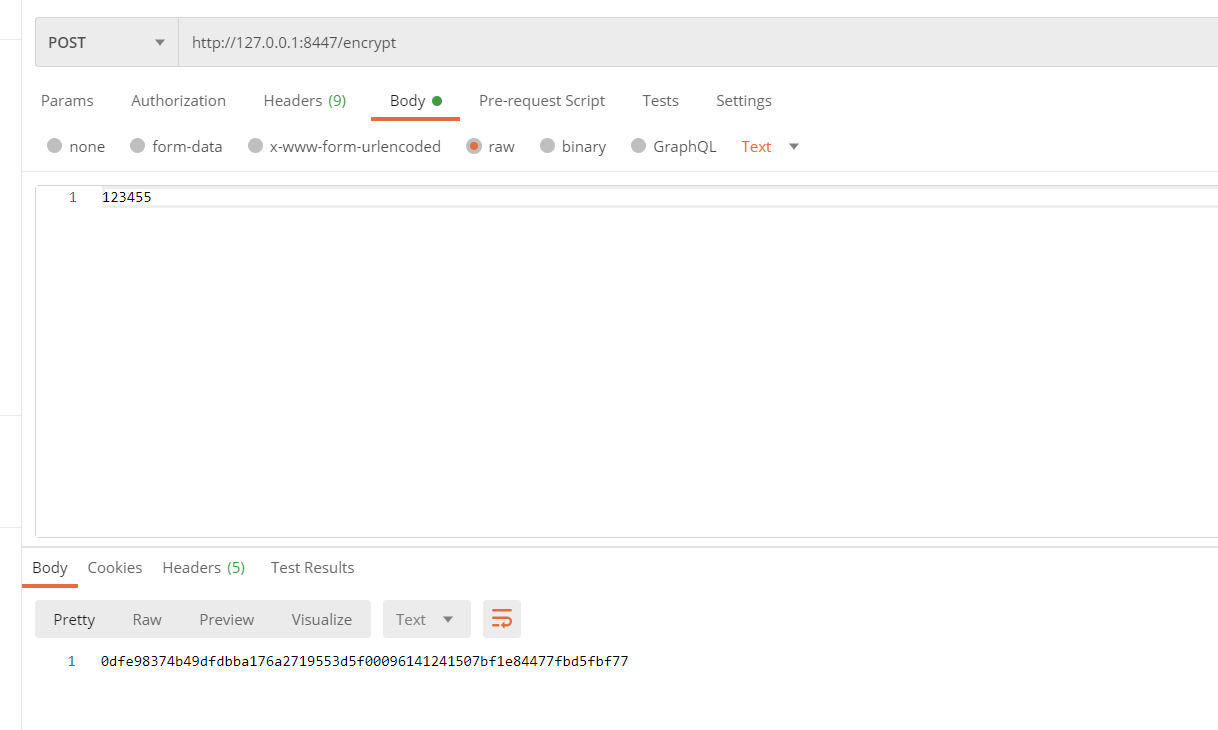 POST http://127.0.0.1:8447/encrypt
Params Authorization Headers (9) Body Pre-request Script Tests Settings
none form-data x-www-form-urlencoded raw binary GraphQL Text
1 123455
Body Cookies Headers (5) Test Results
Pretty Raw Preview Visualize Text
1 0dfe98374b49dfdbba176a2719553d5f00096141241507bf1e84477fbd5fbf77